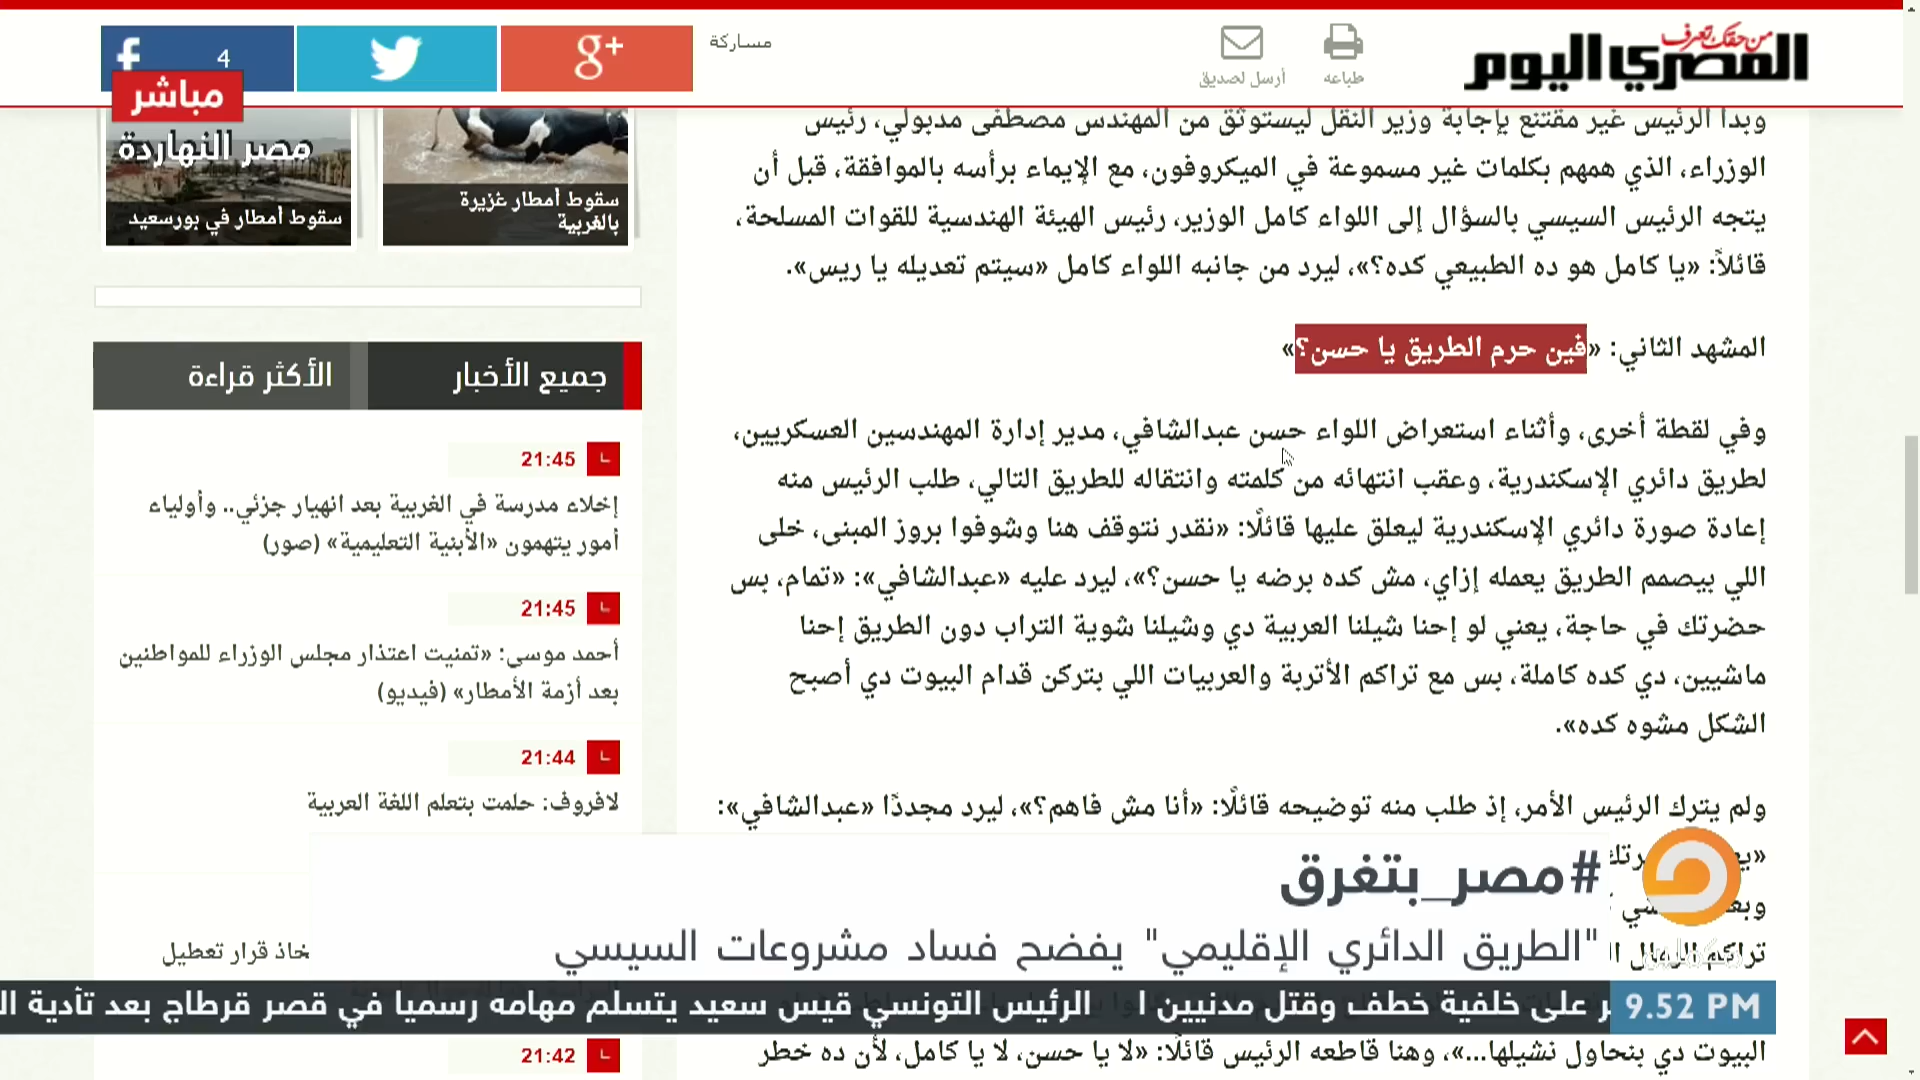 من حقك تعرف
المصري اليوم
طباعه
أرسل لصديق
مشاركة
g+
4
مباشر
مصر النهاردة
وبدا الرئيس غير مقتنع بإجابة وزير النقل ليستوثق من المهندس مصطفى مدبولي، رئيس
الوزراء، الذي همهم بكلمات غير مسموعة في الميكروفون، مع الإيماء برأسه بالموافقة، قبل أن
يتجه الرئيس السيسي بالسؤال إلى اللواء كامل الوزير، رئيس الهيئة الهندسية للقوات المسلحة،
قائلاً: «يا كامل هو ده الطبيعي كده؟»، ليرد من جانبه اللواء كامل «سيتم تعديله يا ريس».
المشهد الثاني: «فين حرم الطريق يا حسن؟»
وفي لقطة أخرى، وأثناء استعراض اللواء حسن عبدالشافي، مدير إدارة المهندسين العسكريين،
لطريق دائري الإسكندرية، وعقب انتهائه من كلمته وانتقاله للطريق التالي، طلب الرئيس منه
إعادة صورة دائري الإسكندرية ليعلق عليها قائلًا: «نقدر نتوقف هنا وشوفوا بروز المبنى، خلى
اللي بيصمم الطريق يعمله إزاي، مش كده برضه يا حسن؟»، ليرد عليه «عبدالشافي»: «تمام، بس
حضرتك في حاجة، يعني لو إحنا شيلنا العربية دي وشيلنا شوية التراب دون الطريق إحنا
ماشيين، دي كده كاملة، بس مع تراكم الأتربة والعربيات اللي بتركن قدام البيوت دي أصبح
الشكل مشوه كده».
ولم يترك الرئيس الأمر، إذ طلب منه توضيحه قائلًا: «أنا مش فاهم؟»، ليرد مجددًا «عبدالشافي»:
البيوت دي بنحاول نشيلها...»، وهنا قاطعه الرئيس قائلًا: «لا يا حسن، لا يا كامل، لأن ده خطر
سقوط أمطار غزيرة
بالغربية
سقوط أمطار في بورسعيد
جميع الأخبار
الأكثر قراءة
21:45
إخلاء مدرسة في الغربية بعد انهيار جزئي.. وأولياء
أمور يتهمون «الأبنية التعليمية» (صور)
21:45
أحمد موسى: «تمنيت اعتذار مجلس الوزراء للمواطنين
بعد أزمة الأمطار» (فيديو)
21:44
لافروف: حلمت بتعلم اللغة العربية
خاذ قرار تعطيل
21:42
#مصر_بتغرق
"الطريق الدائري الإقليمي" يفضح فساد مشروعات السيسي
9.52 PM
ر على خلفية خطف وقتل مدنيين ا الرئيس التونسي قيس سعيد يتسلم مهامه رسميا في قصر قرطاج بعد تأدية ال